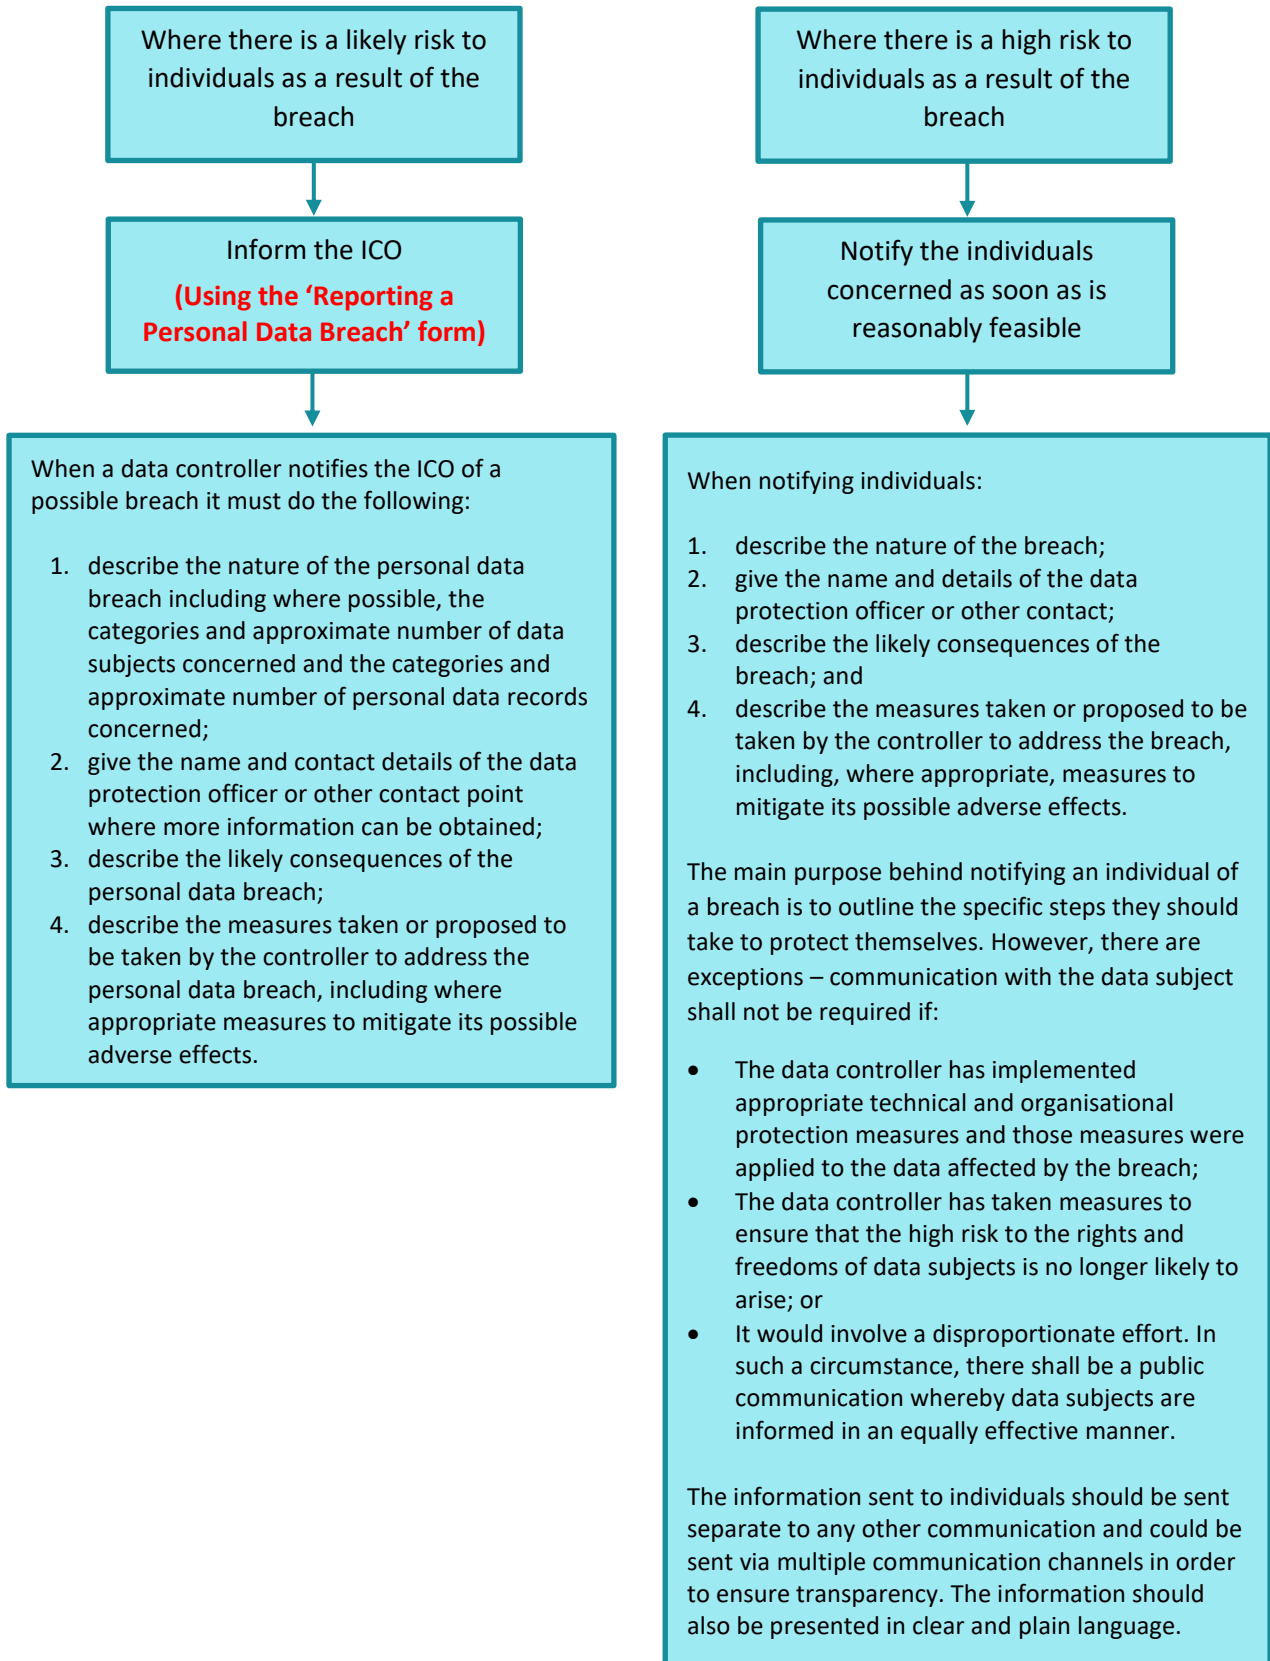 Where there is a likely risk to
individuals as a result of the
breach
Inform the ICO
(Using the ‘Reporting a
Personal Data Breach’ form)
When a data controller notifies the ICO of a
possible breach it must do the following:
1. describe the nature of the personal data
breach including where possible, the
categories and approximate number of data
subjects concerned and the categories and
approximate number of personal data records
concerned;
2. give the name and contact details of the data
protection officer or other contact point
where more information can be obtained;
3. describe the likely consequences of the
personal data breach;
4. describe the measures taken or proposed to
be taken by the controller to address the
personal data breach, including where
appropriate measures to mitigate its possible
adverse effects.
Where there is a high risk to
individuals as a result of the
breach
Notify the individuals
concerned as soon as is
reasonably feasible
When notifying individuals:
1. describe the nature of the breach;
2. give the name and details of the data
protection officer or other contact;
3. describe the likely consequences of the
breach; and
4. describe the measures taken or proposed to be
taken by the controller to address the breach,
including, where appropriate, measures to
mitigate its possible adverse effects.
The main purpose behind notifying an individual of
a breach is to outline the specific steps they should
take to protect themselves. However, there are
exceptions – communication with the data subject
shall not be required if:
• The data controller has implemented
appropriate technical and organisational
protection measures and those measures were
applied to the data affected by the breach;
• The data controller has taken measures to
ensure that the high risk to the rights and
freedoms of data subjects is no longer likely to
arise; or
• It would involve a disproportionate effort. In
such a circumstance, there shall be a public
communication whereby data subjects are
informed in an equally effective manner.
The information sent to individuals should be sent
separate to any other communication and could be
sent via multiple communication channels in order
to ensure transparency. The information should
also be presented in clear and plain language.